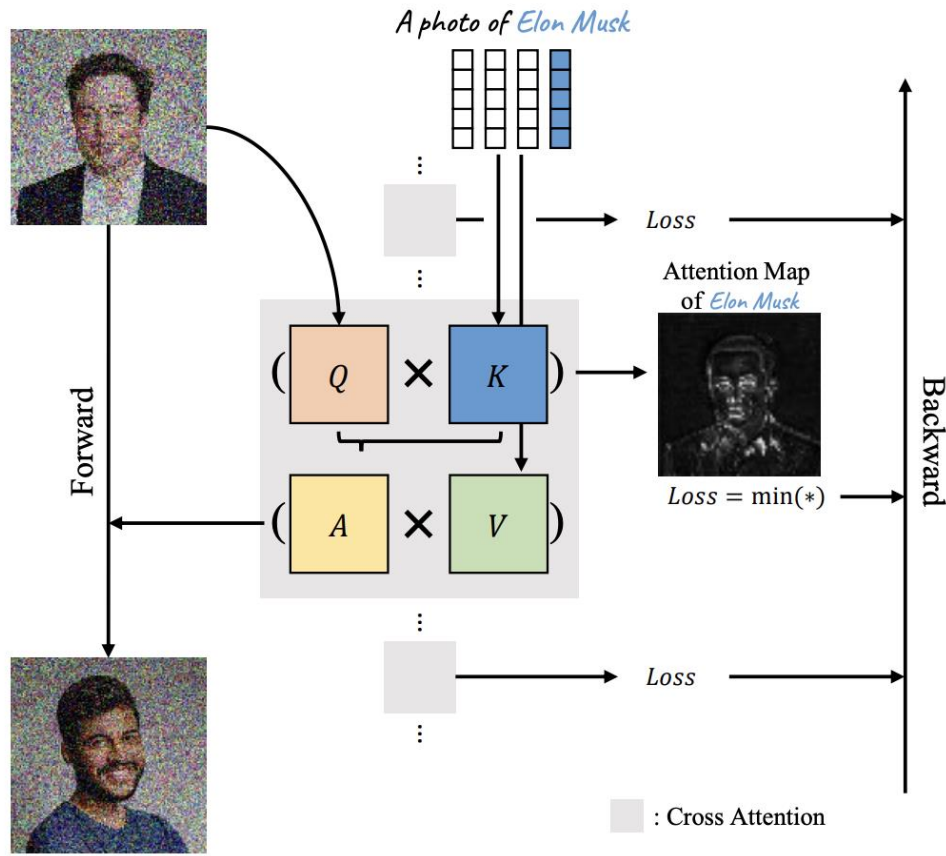 A photo of Elon Musk
Loss
Attention Map
of Elon Musk
Q
×
K
Forward
Backward
( )
Loss = min(∗)
A
×
V
( )
Loss
: Cross Attention